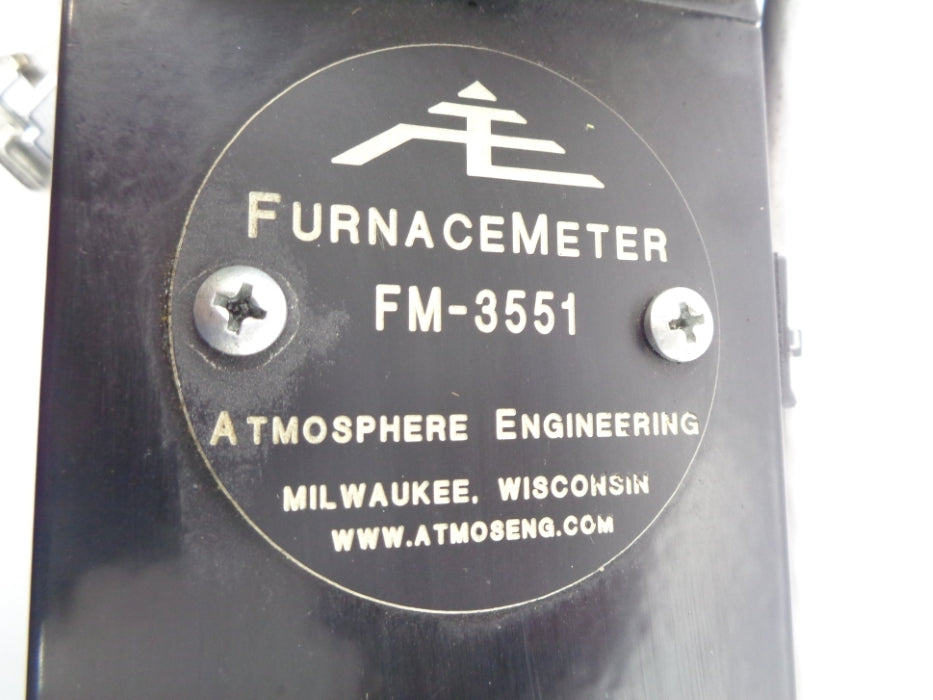 FURNACEMETER
FM-3551
ATMOSPHERE ENGINEERING
MILWAUKEE, WISCONSIN
WWW.ATMOSENG.COM